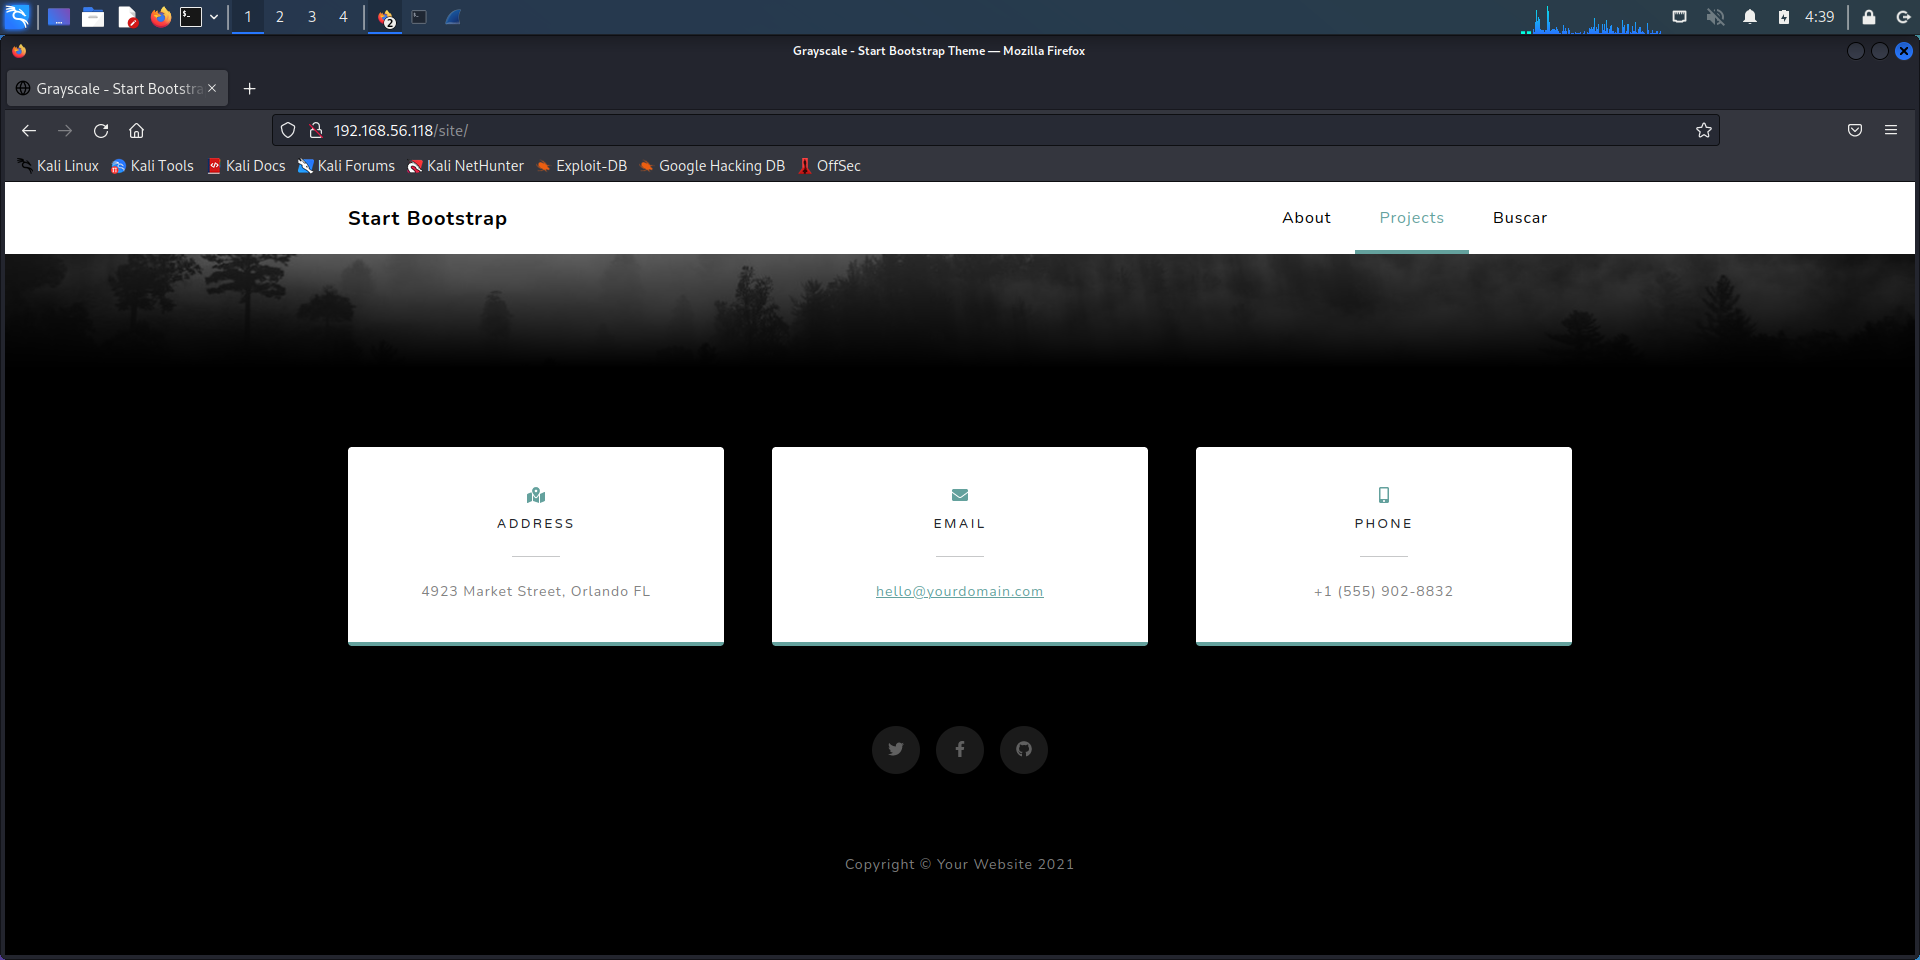 1 2 3 4 2 4:39
Grayscale - Start Bootstrap Theme — Mozilla Firefox
Grayscale - Start Bootstra
192.168.56.118/site/
Kali Linux Kali Tools Kali Docs Kali Forums Kali NetHunter Exploit-DB Google Hacking DB OffSec
Start Bootstrap About Projects Buscar
ADDRESS
4923 Market Street, Orlando FL
EMAIL
hello@yourdomain.com
PHONE
+1 (555) 902-8832
Copyright © Your Website 2021